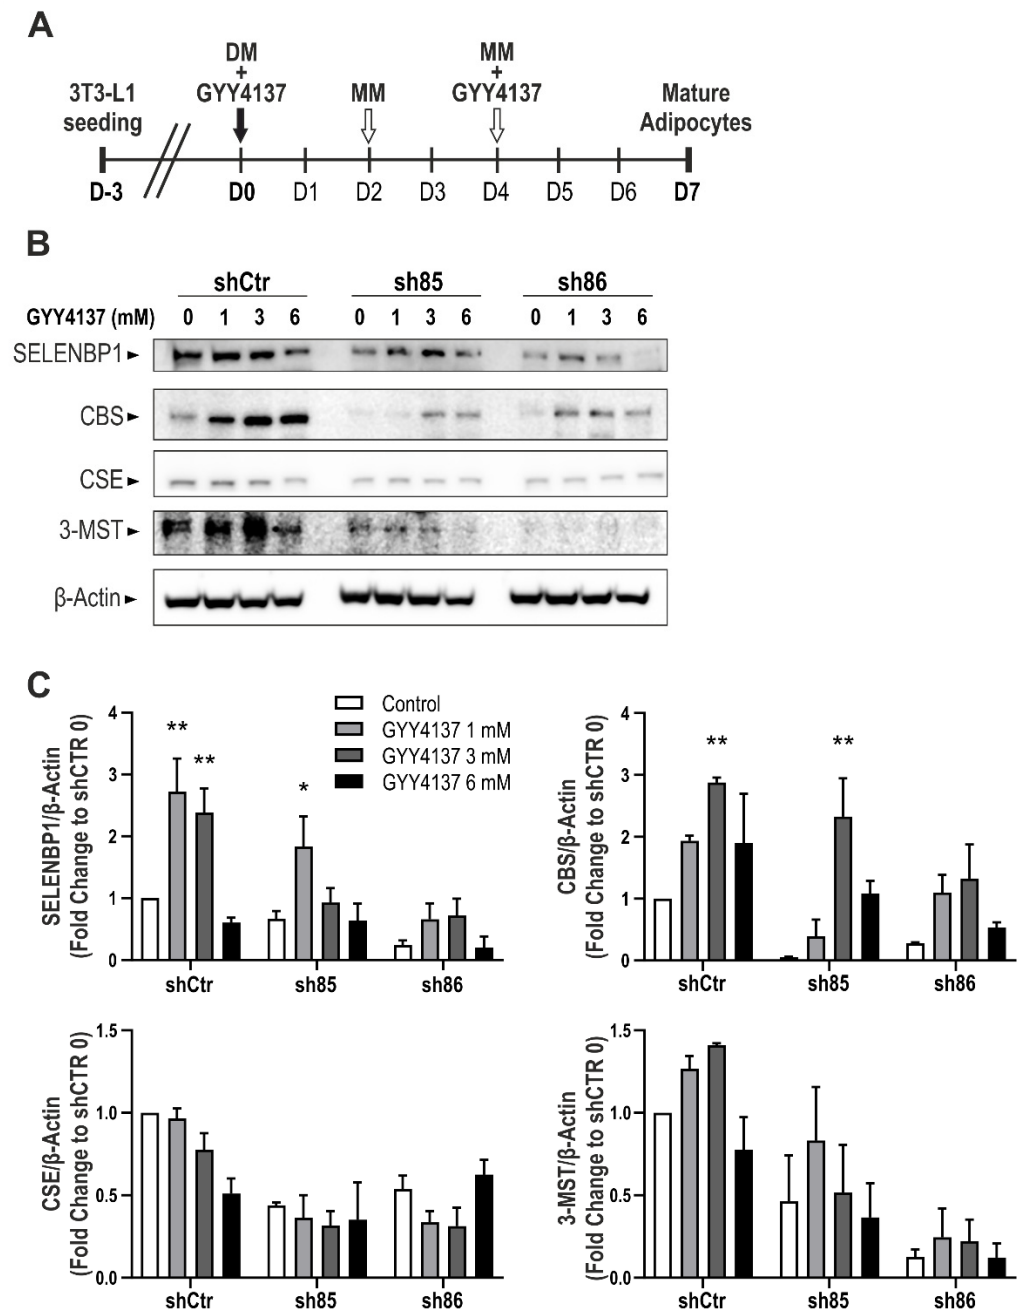 A
DM
+
GYY4137
MM
MM
+
GYY4137
3T3-L1
seeding
Mature
Adipocytes
D-3 D0 D1 D2 D3 D4 D5 D6 D7
B
shCtr sh85 sh86
GYY4137 (mM) 0 1 3 6 0 1 3 6 0 1 3 6
SELENBP1
CBS
CSE
3-MST
β-Actin
C
Control
GYY4137 1 mM
GYY4137 3 mM
GYY4137 6 mM
SELENBP1/β-Actin
(Fold Change to shCTR 0)
4
3
2
1
0
** ** *
shCtr sh85 sh86
CBS/β-Actin
(Fold Change to shCTR 0)
4
3
2
1
0
** **
shCtr sh85 sh86
CSE/β-Actin
(Fold Change to shCTR 0)
1.5
1.0
0.5
0.0
shCtr sh85 sh86
3-MST/β-Actin
(Fold Change to shCTR 0)
1.5
1.0
0.5
0.0
shCtr sh85 sh86